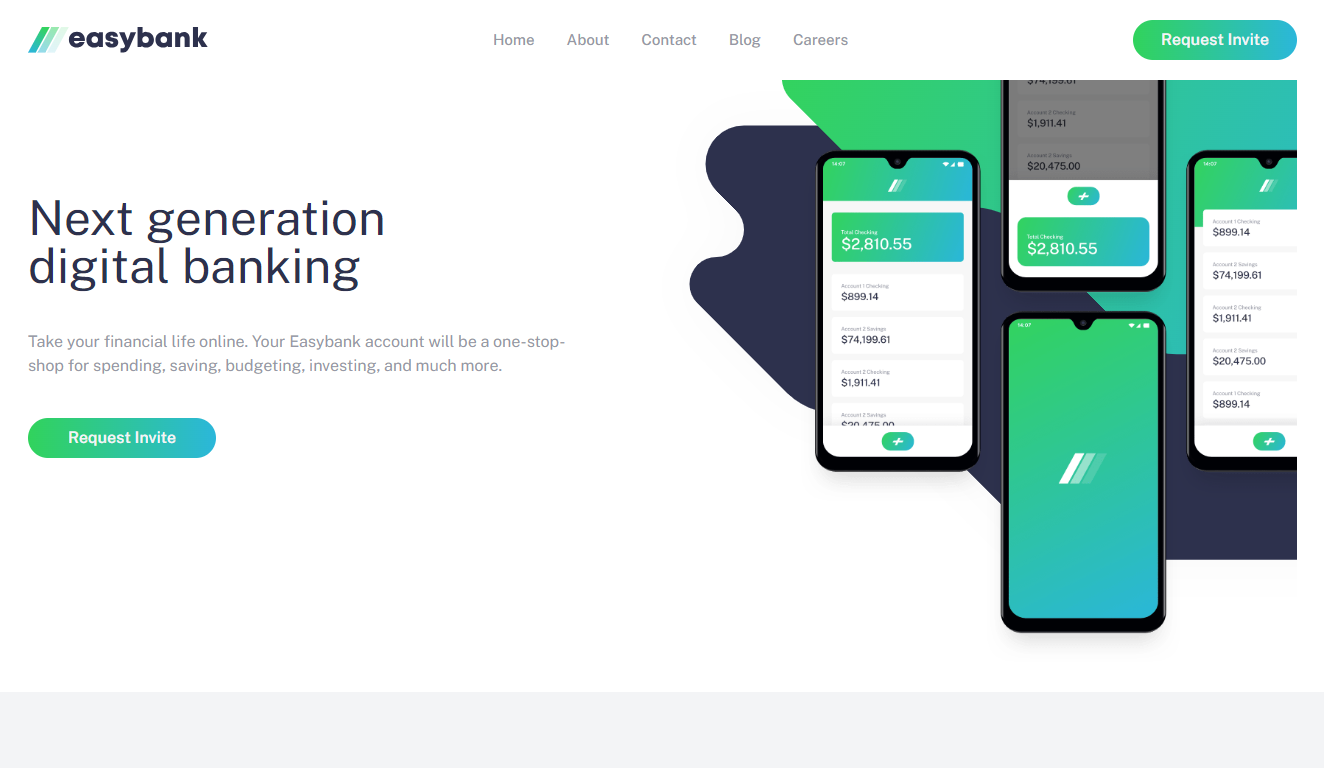 easybank
Home
About
Contact
Blog
Careers
Request Invite
Next generation
digital banking
Take your financial life online. Your Easybank account will be a one-stop-
shop for spending, saving, budgeting, investing, and much more.
Request Invite
14:07
Total Checking
$2,810.55
Account 1 Checking
$899.14
Account 2 Savings
$74,199.61
Account 2 Checking
$1,911.41
Account 2 Savings
$20,475.00
$74,199.61
Account 2 Checking
$1,911.41
Account 2 Savings
$20,475.00
Total Checking
$2,810.55
14:07
14:07
Account 1 Checking
$899.14
Account 2 Savings
$74,199.61
Account 2 Checking
$1,911.41
Account 2 Savings
$20,475.00
Account 1 Checking
$899.14